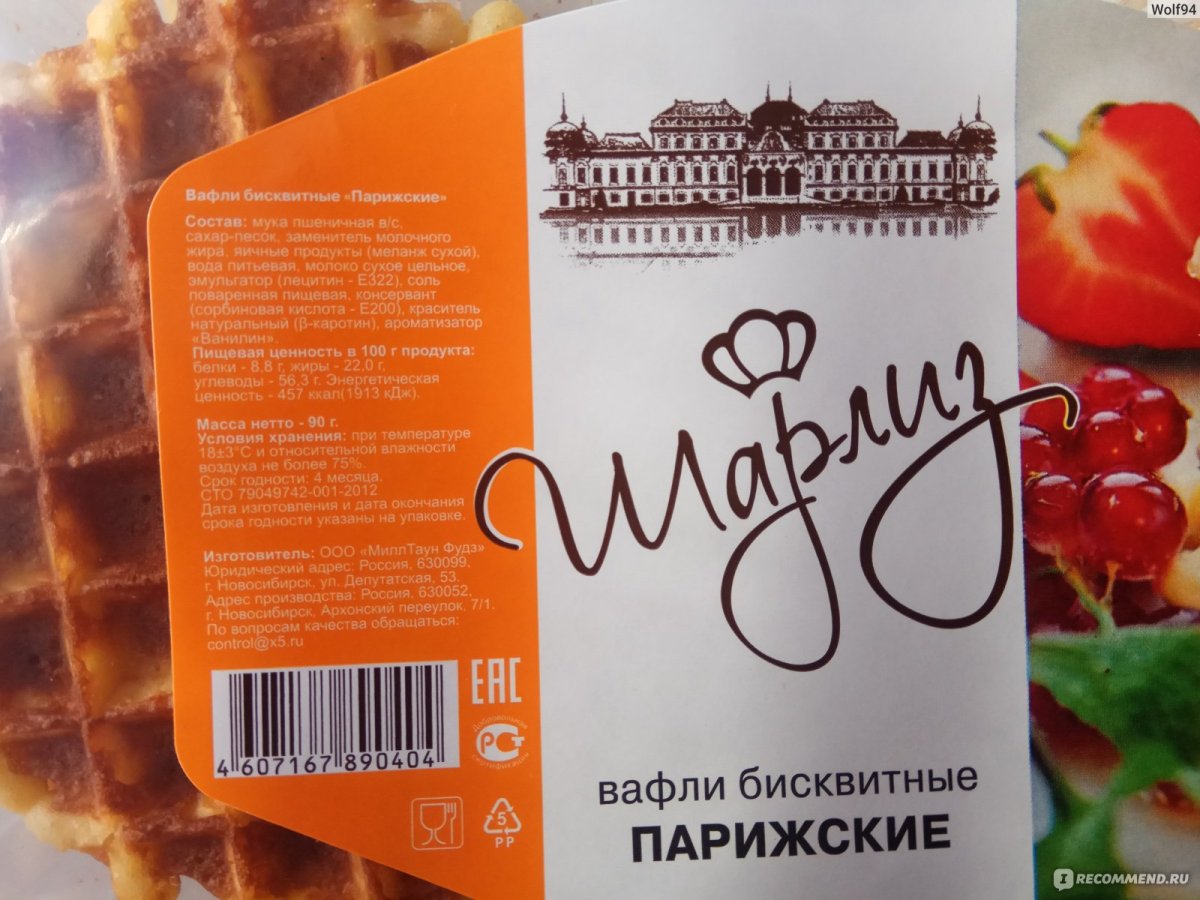 Wolf94
Вафли бисквитные «Парижские»
Состав: мука пшеничная в/с,
сахар-песок, заменитель молочного
жира, яичные продукты (меланж сухой),
вода питьевая, молоко сухое цельное,
эмульгатор (лецитин - Е322), соль
поваренная пищевая, консервант
(сорбиновая кислота - Е200), краситель
натуральный (β-каротин), ароматизатор
«Ванилин».
Пищевая ценность в 100 г продукта:
белки - 8,8 г, жиры - 22,0 г,
углеводы - 56,3 г. Энергетическая
ценность - 457 ккал(1913 кДж).
Масса нетто - 90 г.
Условия хранения: при температуре
18±3°С и относительной влажности
воздуха не более 75%.
Срок годности: 4 месяца.
СТО 79049742-001-2012
Дата изготовления и дата окончания
срока годности указаны на упаковке.
Изготовитель: ООО «МиллТаун Фудз»
Юридический адрес: Россия, 630099,
г. Новосибирск, ул. Депутатская, 53.
Адрес производства: Россия, 630052,
г. Новосибирск, Архонский переулок, 7/1.
По вопросам качества обращаться:
control@x5.ru
4 607167 890404
ЕАС
Добровольная
РСТ
сертификация
5
PP
Шарлиз
вафли бисквитные
ПАРИЖСКИЕ
I RECOMMEND.RU